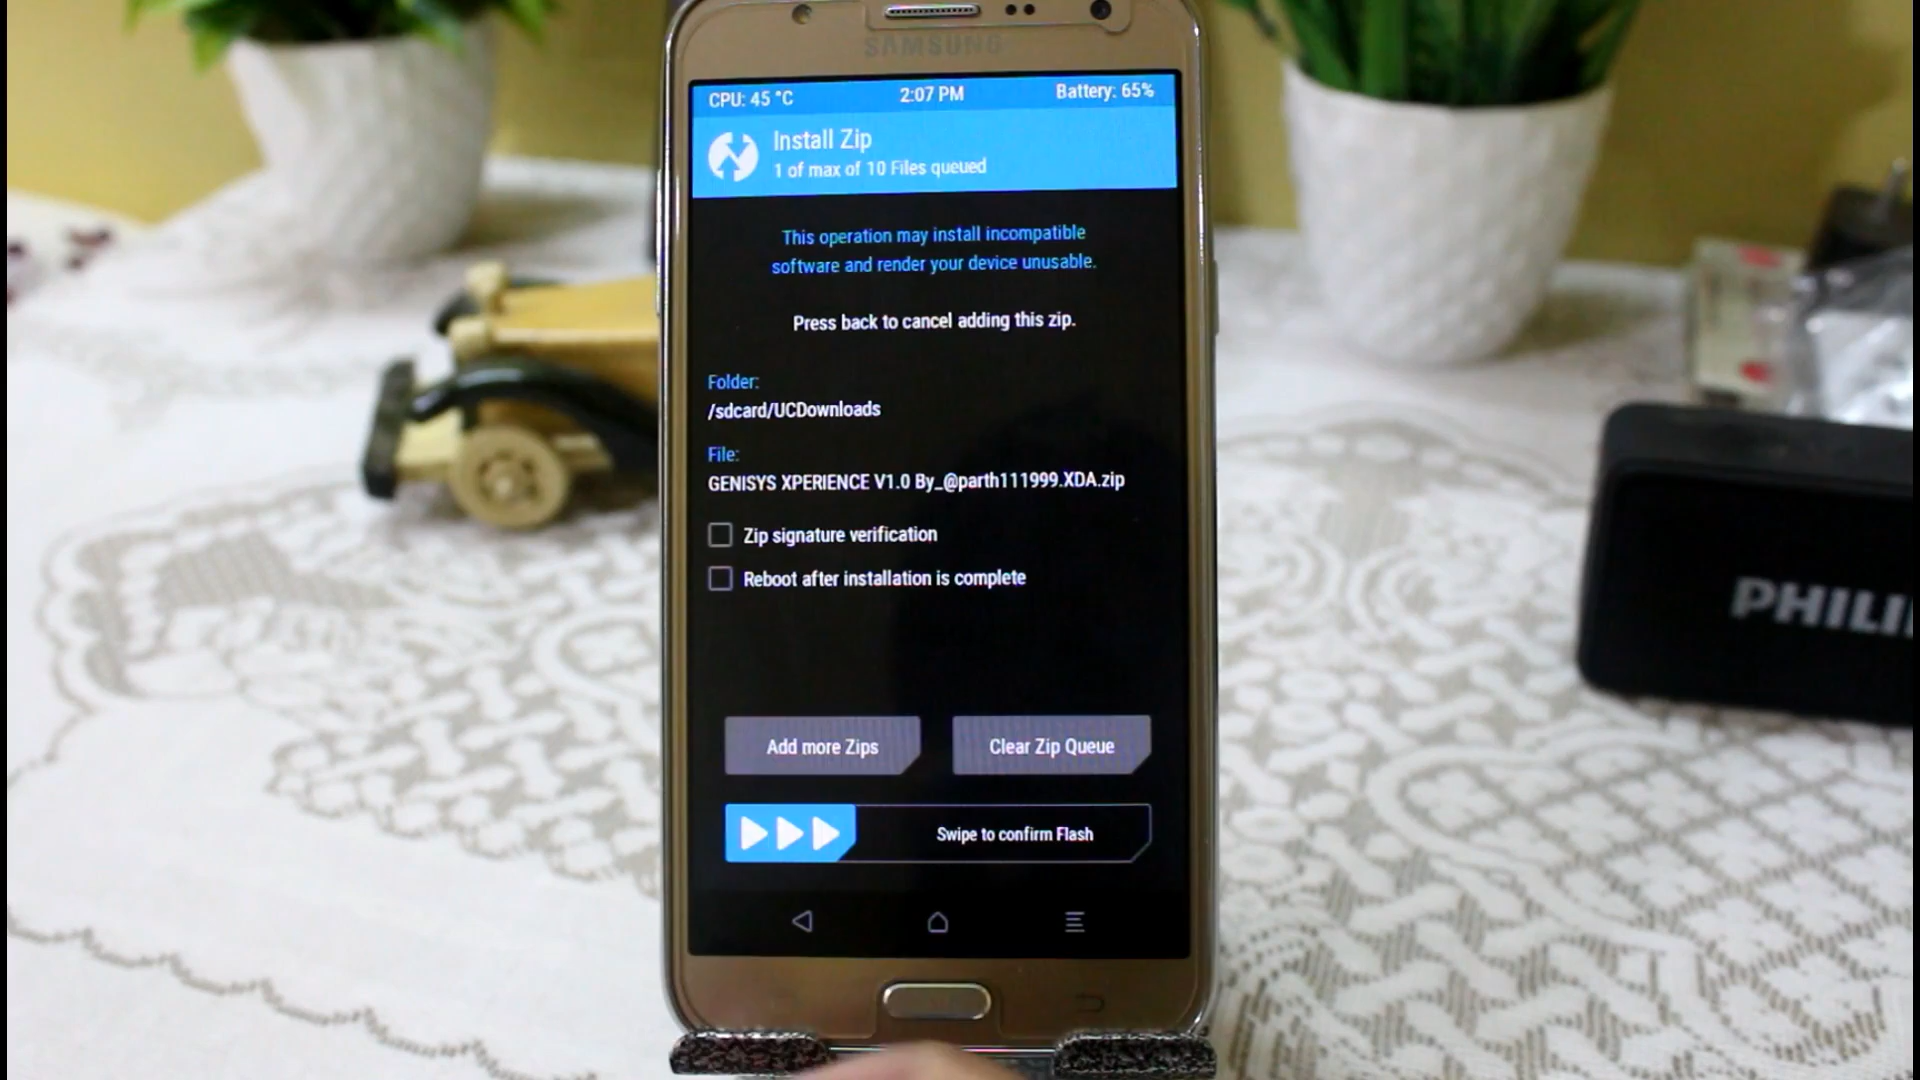 SAMSUNG
CPU: 45 °C 2:07 PM Battery: 65%
Install Zip
1 of max of 10 Files queued
This operation may install incompatible
software and render your device unusable.
Press back to cancel adding this zip.
Folder:
/sdcard/UCDownloads
File:
GENISYS XPERIENCE V1.0 By_@parth111999.XDA.zip
Zip signature verification
Reboot after installation is complete
Add more Zips
Clear Zip Queue
Swipe to confirm Flash
PHILI